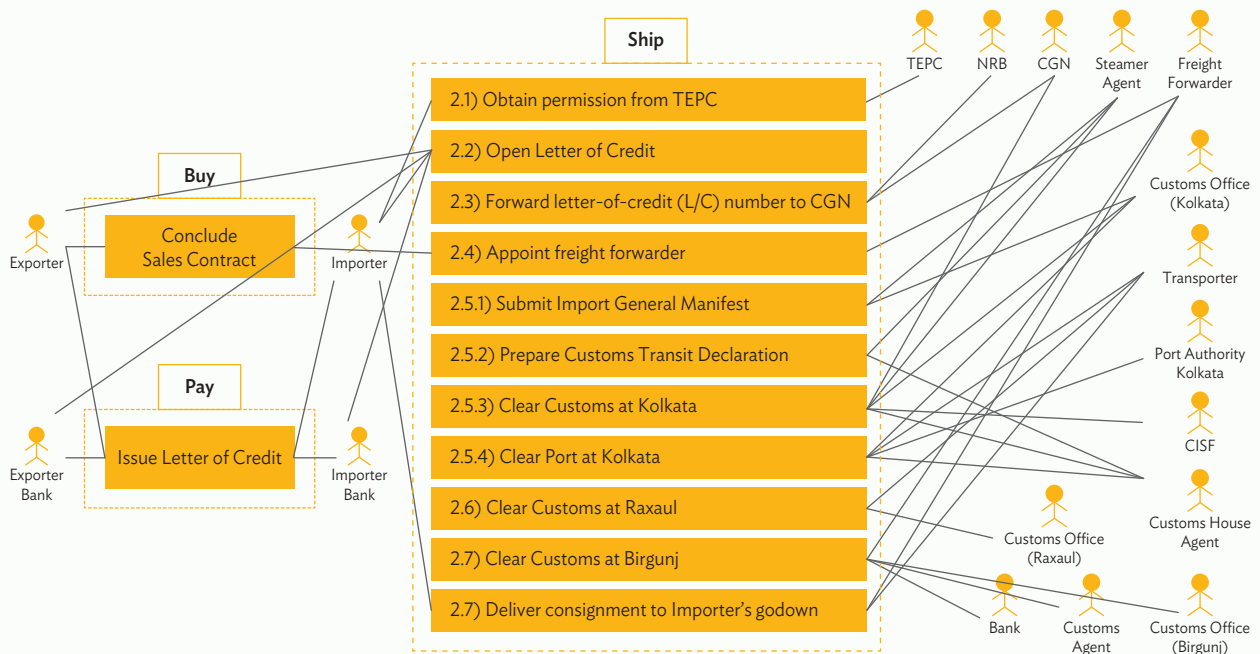 Ship
TEPC
NRB
CGN
Steamer
Agent
Freight
Forwarder
2.1) Obtain permission from TEPC
2.2) Open Letter of Credit
2.3) Forward letter-of-credit (L/C) number to CGN
2.4) Appoint freight forwarder
2.5.1) Submit Import General Manifest
2.5.2) Prepare Customs Transit Declaration
2.5.3) Clear Customs at Kolkata
2.5.4) Clear Port at Kolkata
2.6) Clear Customs at Raxaul
2.7) Clear Customs at Birgunj
2.7) Deliver consignment to Importer’s godown
Buy
Conclude
Sales Contract
Exporter
Importer
Pay
Issue Letter of Credit
Exporter
Bank
Importer
Bank
Customs Office
(Kolkata)
Transporter
Port Authority
Kolkata
CISF
Customs House
Agent
Customs Office
(Raxaul)
Bank
Customs
Agent
Customs Office
(Birgunj)